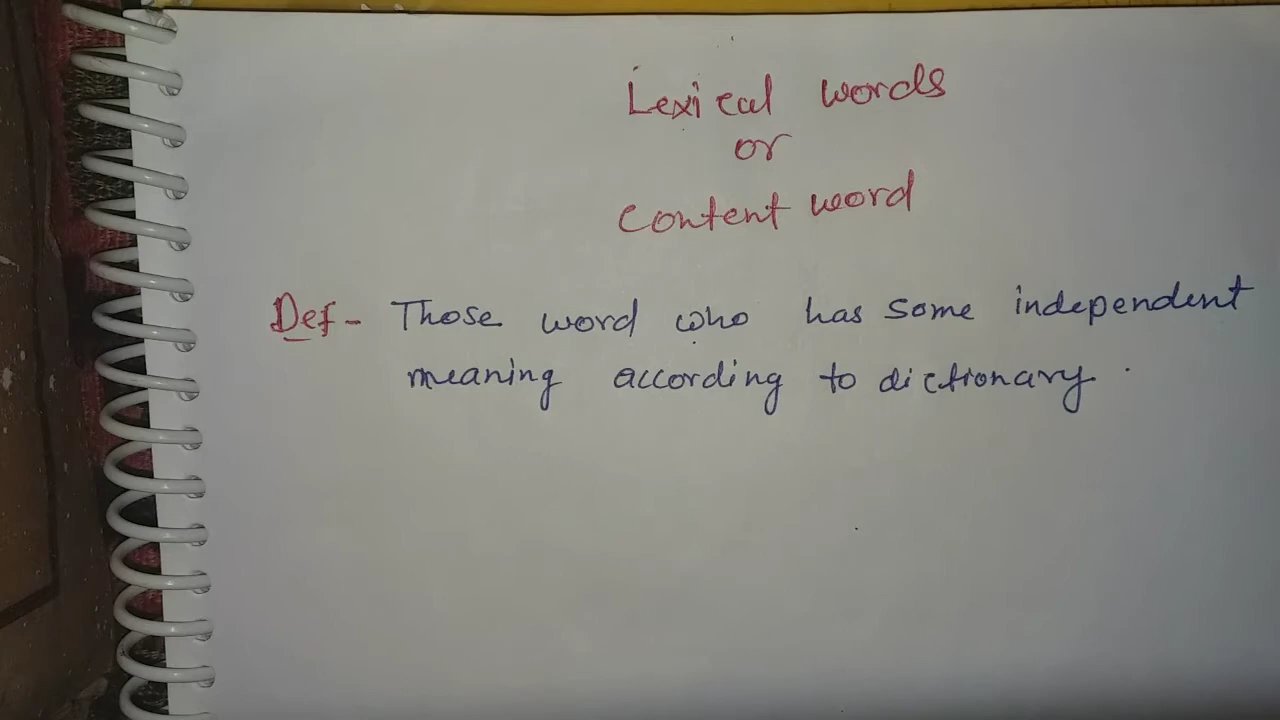 Lexical words
or
Content word
Def- Those word who has some independent
meaning according to dictionary.